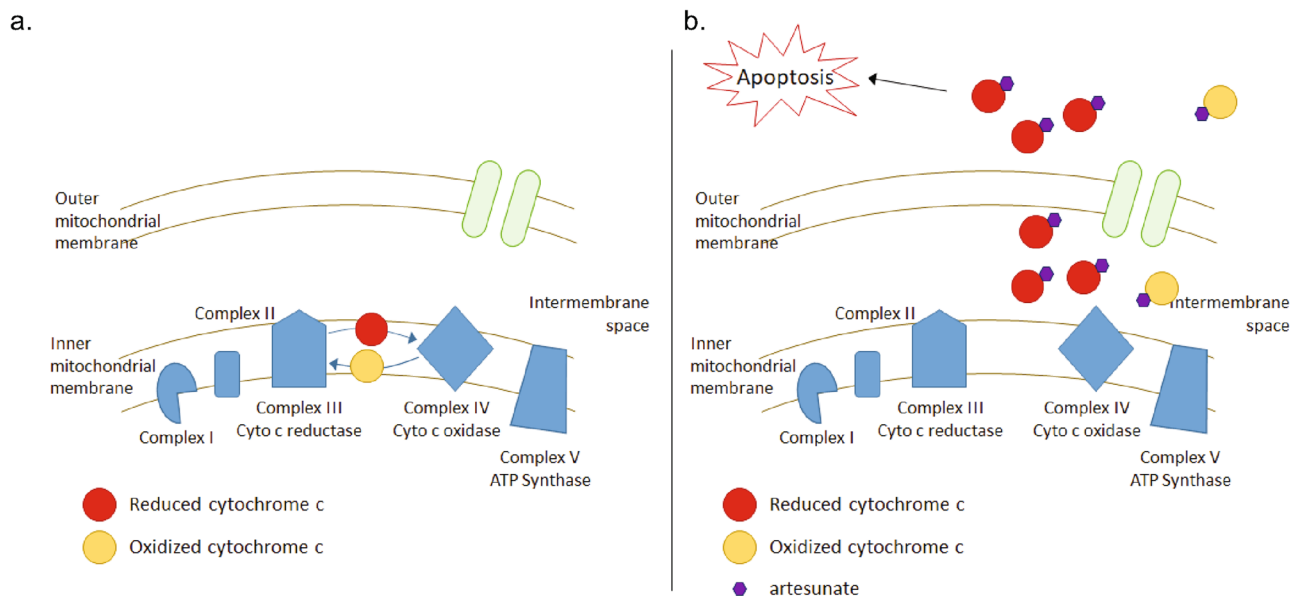 a.
Outer
mitochondrial
membrane
Complex II
Intermembrane
space
Inner
mitochondrial
membrane
Complex I
Complex III
Cyto c reductase
Complex IV
Cyto c oxidase
Complex V
ATP Synthase
Reduced cytochrome c
Oxidized cytochrome c
b.
Apoptosis
Outer
mitochondrial
membrane
Complex II
Intermembrane
space
Inner
mitochondrial
membrane
Complex I
Complex III
Cyto c reductase
Complex IV
Cyto c oxidase
Complex V
ATP Synthase
Reduced cytochrome c
Oxidized cytochrome c
artesunate